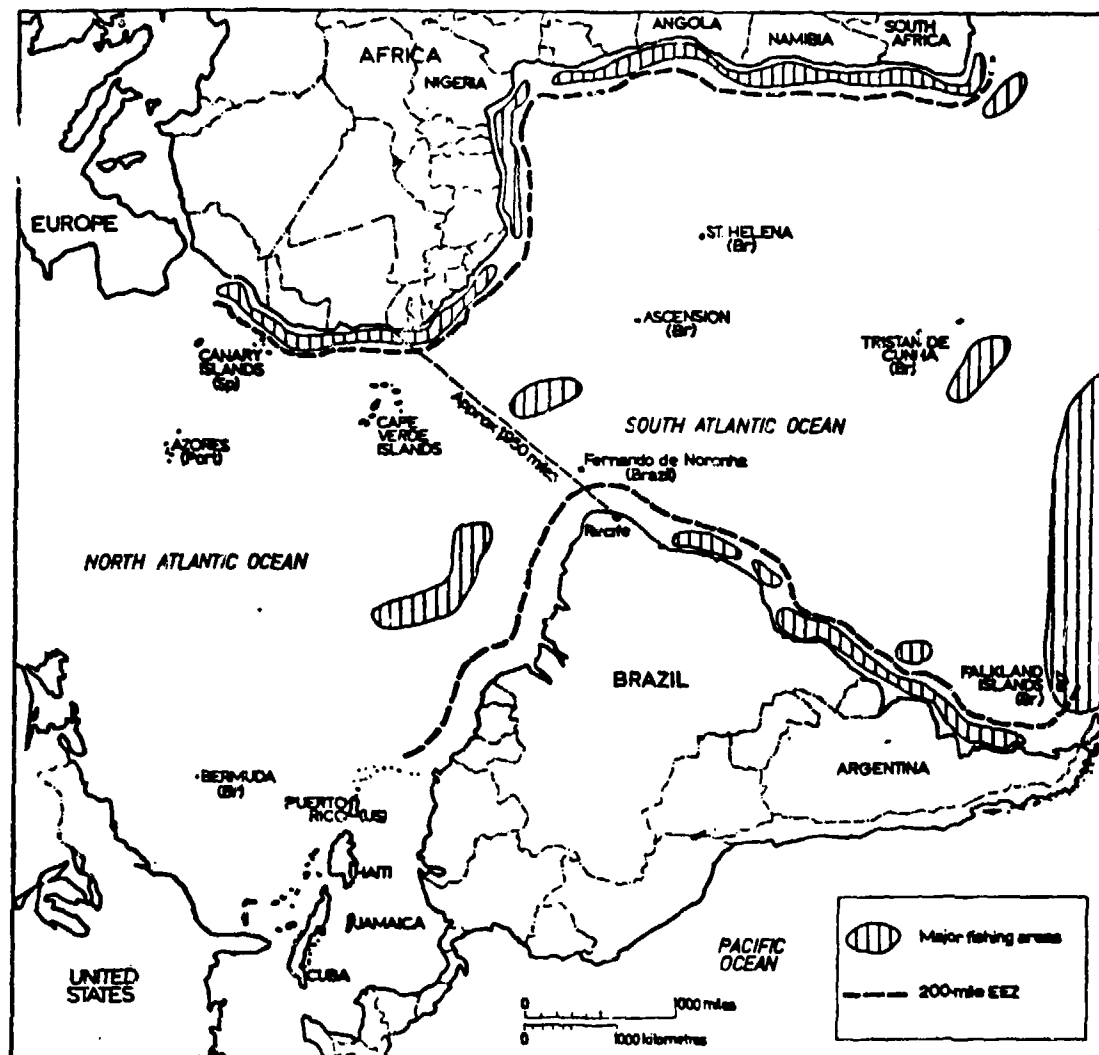 ANGOLA
SOUTH
AFRICA
NAMIBIA
AFRICA
NIGERIA
EUROPE
ST. HELENA
(Br)
ASCENSION
(Br)
TRISTAN DE
CUNHA
(Br)
CANARY
ISLANDS
(Sp)
CAPE
VERDE
ISLANDS
Approx 1950 miles
SOUTH ATLANTIC OCEAN
AZORES
(Port)
Fernando de Noronha
(Brazil)
Recife
NORTH ATLANTIC OCEAN
BRAZIL
FALKLAND
ISLANDS
(Br)
ARGENTINA
BERMUDA
(Br)
PUERTO
RICO (US)
HAITI
JAMAICA
CUBA
UNITED
STATES
PACIFIC
OCEAN
Major fishing areas
200-mile EEZ
0 1000 miles
0 1000 kilometres